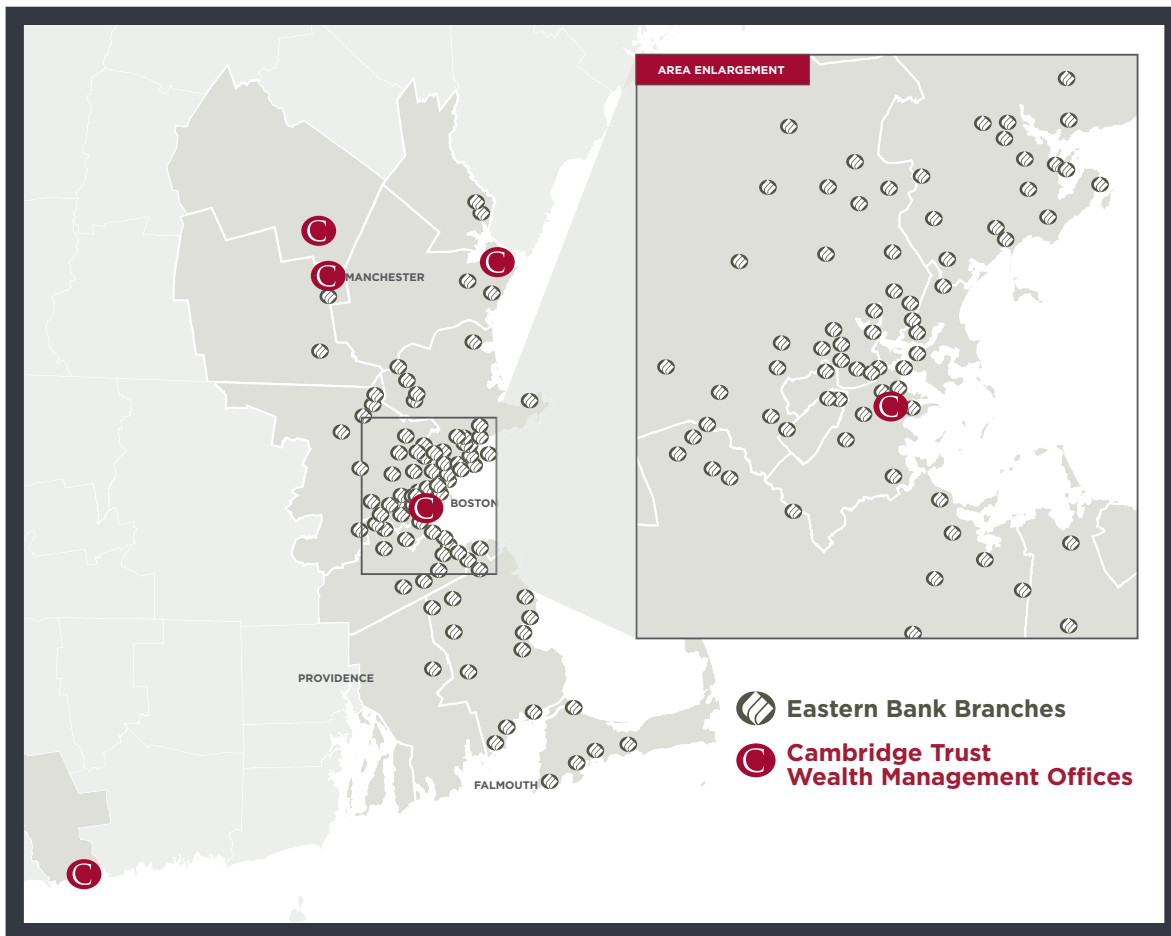 AREA ENLARGEMENT
C
C
MANCHESTER
C
C
BOSTON
C
PROVIDENCE
Eastern Bank Branches
C
Cambridge Trust
Wealth Management Offices
FALMOUTH
C